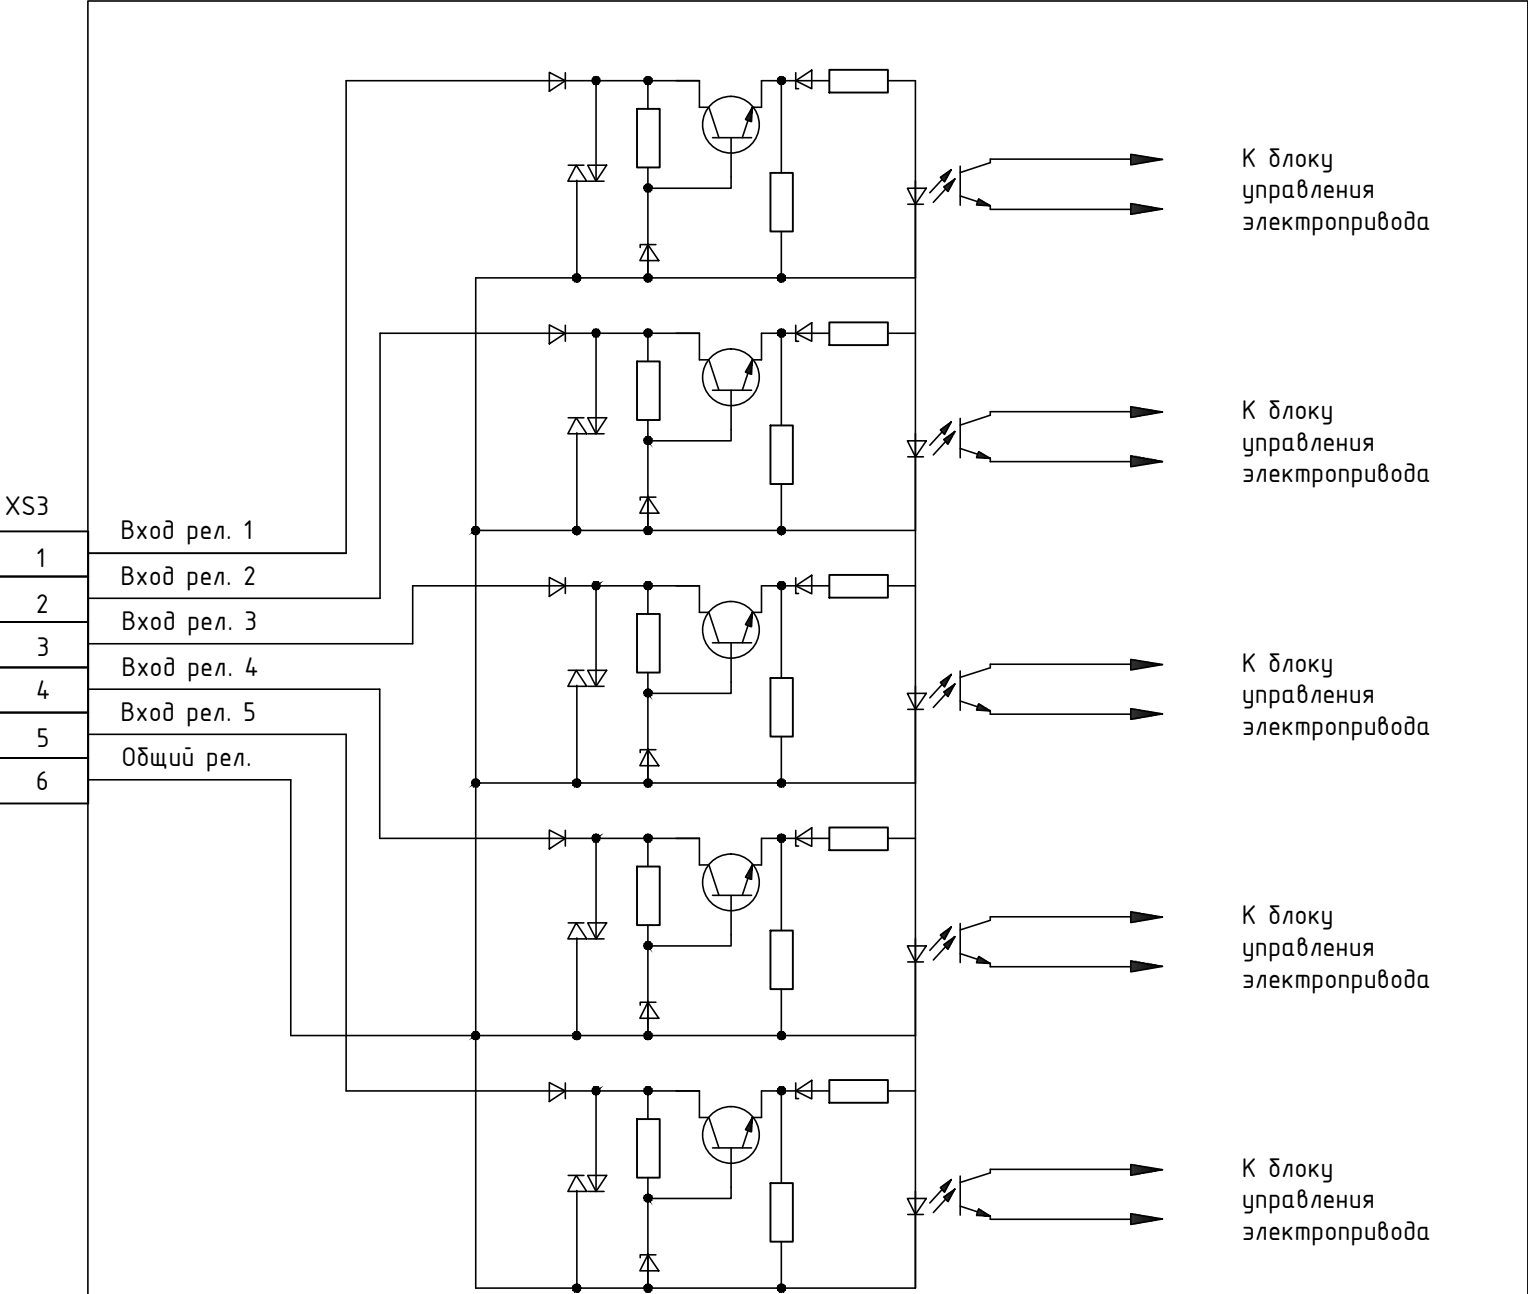 К блоку
управления
электропривода
К блоку
управления
электропривода
XS3
1 Вход рел. 1
2 Вход рел. 2
3 Вход рел. 3
4 Вход рел. 4
5 Вход рел. 5
6 Общий рел.
К блоку
управления
электропривода
К блоку
управления
электропривода
К блоку
управления
электропривода